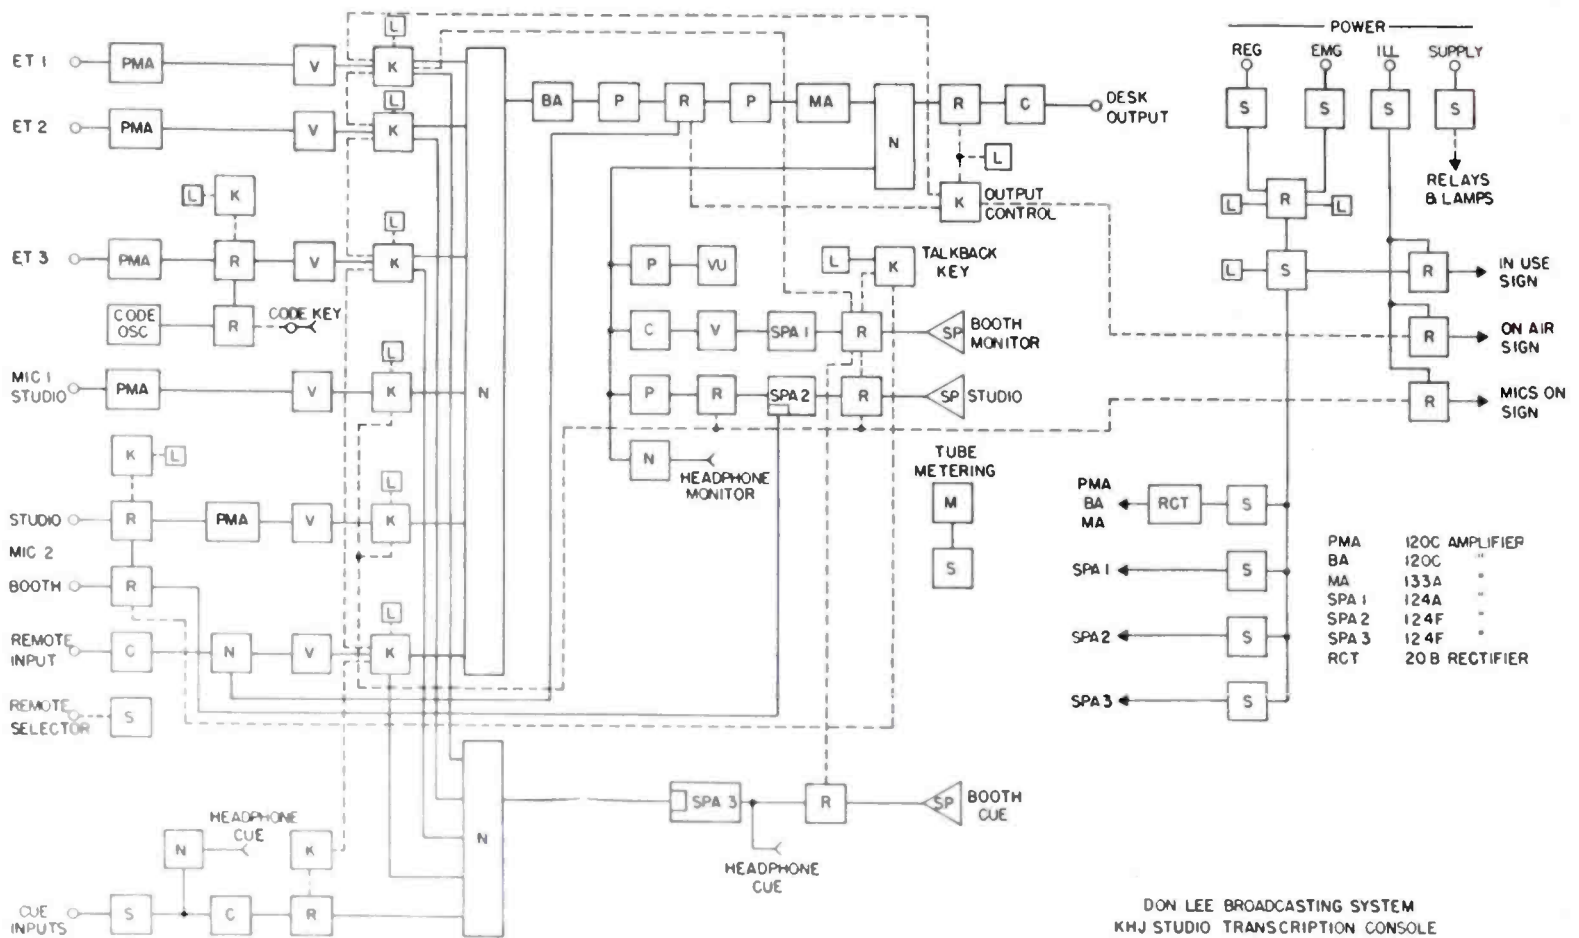 POWER
REG EMG ILL SUPPLY
S S S S
RELAYS
& LAMPS
L
ET 1 PMA V K
BA P R P MA N R C DESK
OUTPUT
L
ET 2 PMA V K
L
L K
K OUTPUT
CONTROL
L R L
L
ET 3 PMA R V K
P VU
L K TALKBACK
KEY
L S R IN USE
SIGN
CODE
OSC R CODE KEY
C V SPA 1 R SP BOOTH
MONITOR
R ON AIR
SIGN
L
MIC 1
STUDIO PMA V K N
P R SPA2 R SP STUDIO
R MICS ON
SIGN
K L
N HEADPHONE
MONITOR
TUBE
METERING
M
S
L
STUDIO R PMA V K
MIC 2
BOOTH R
PMA
BA
MA RCT S
SPA 1 S
SPA 2 S
SPA 3 S
PMA 120C AMPLIFIER
BA 120C "
MA 133A "
SPA 1 124A "
SPA 2 124F "
SPA 3 124F "
RCT 20B RECTIFIER
L
REMOTE
INPUT C N V K
REMOTE
SELECTOR S
N
SPA 3 R SP BOOTH
CUE
HEADPHONE
CUE
HEADPHONE
CUE
N K
CUE
INPUTS S C R
DON LEE BROADCASTING SYSTEM
KHJ STUDIO TRANSCRIPTION CONSOLE